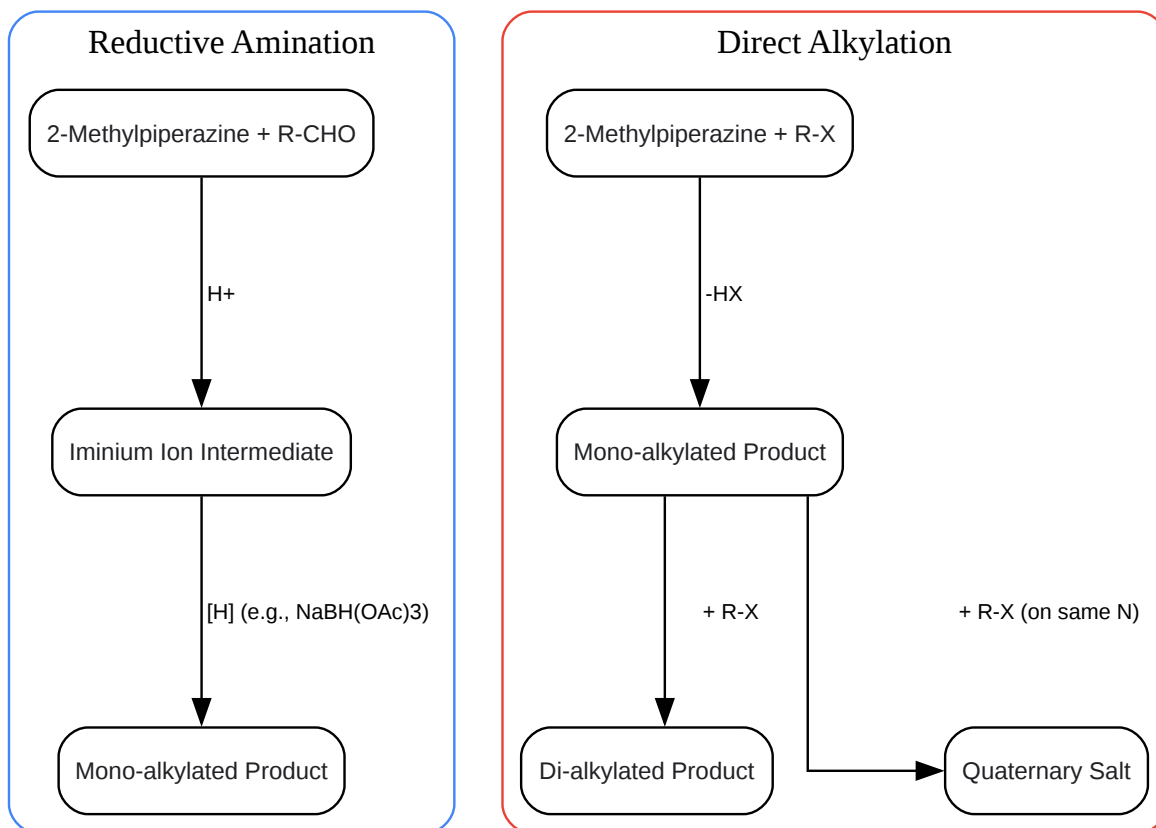 Reductive Amination
2-Methylpiperazine + R-CHO
H+
Iminium Ion Intermediate
[H] (e.g., NaBH(OAc)3)
Mono-alkylated Product
Direct Alkylation
2-Methylpiperazine + R-X
-HX
Mono-alkylated Product
+ R-X
+ R-X (on same N)
Di-alkylated Product
Quaternary Salt